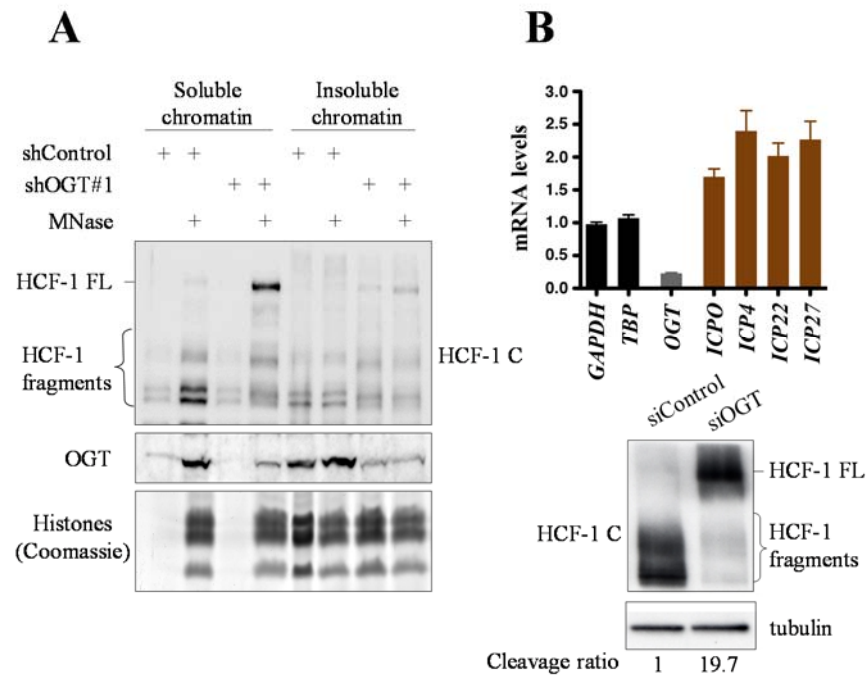 A
Soluble chromatin
Insoluble chromatin
shControl + + + +
shOGT#1 + + + +
MNase + + + +
HCF-1 FL
HCF-1 fragments
HCF-1 C
OGT
Histones (Coomassie)
B
mRNA levels
3.0
2.5
2.0
1.5
1.0
0.5
0.0
GAPDH
TBP
OGT
ICPO
ICP4
ICP22
ICP27
siControl
siOGT
HCF-1 FL
HCF-1 C
HCF-1 fragments
tubulin
Cleavage ratio 1 19.7